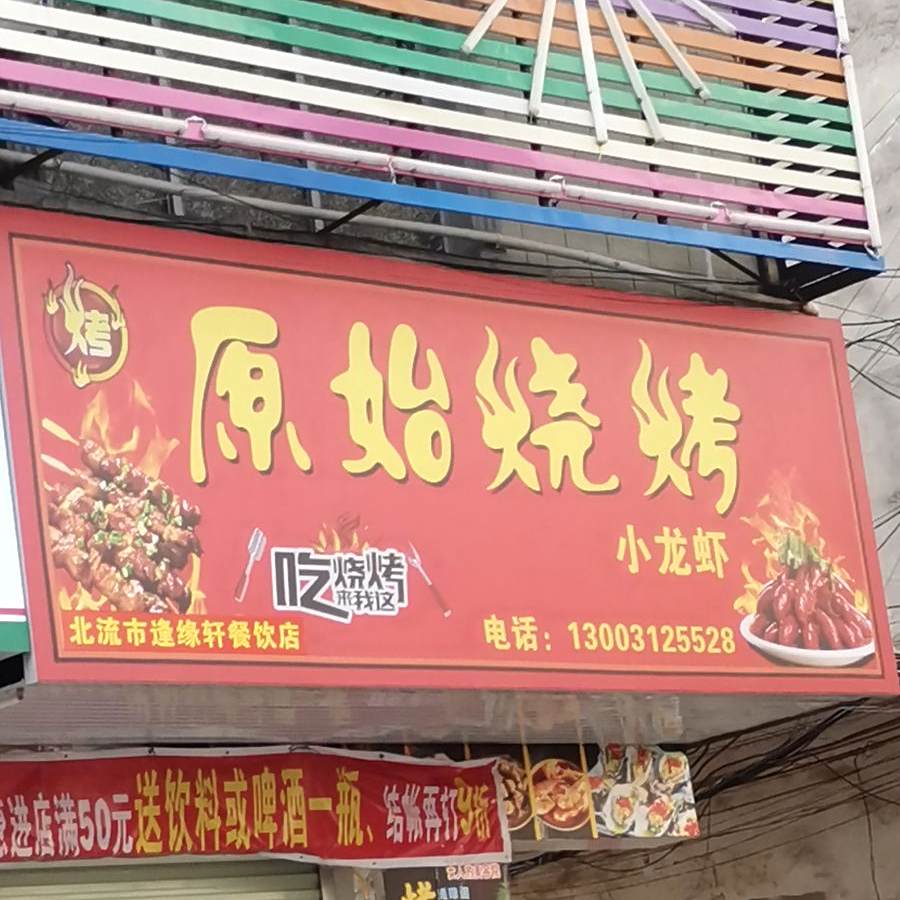 烤
原始烧烤
小龙虾
吃烧烤
来我这
北流市逢缘轩餐饮店
电话：13003125528
进店满50元送饮料或啤酒一瓶、结帐再打9折